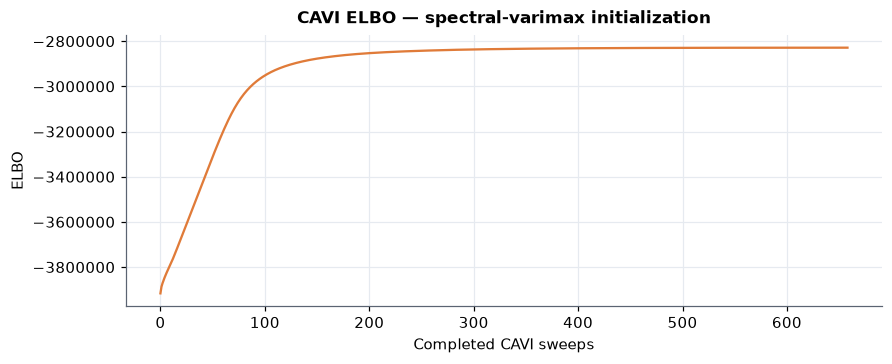 CAVI ELBO — spectral-varimax initialization
−2800000
−3000000
−3200000
−3400000
−3600000
−3800000
ELBO
0 100 200 300 400 500 600
Completed CAVI sweeps